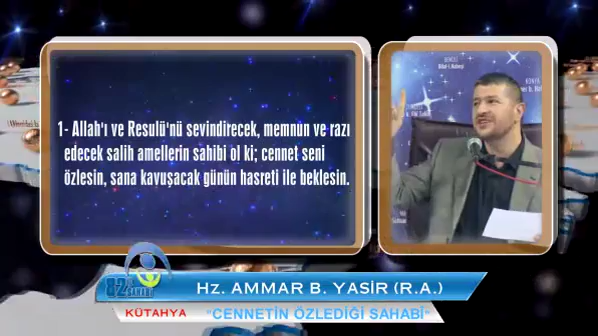 1- Allah'ı ve Resulü'nü sevindirecek, memnun ve razı
edecek salih amellerin sahibi ol ki; cennet seni
özlesin, sana kavuşacak günün hasreti ile beklesin.
82
Hz. AMMAR B. YASİR (R.A.)
KÜTAHYA
"CENNETİN ÖZLEDİĞİ SAHABİ"